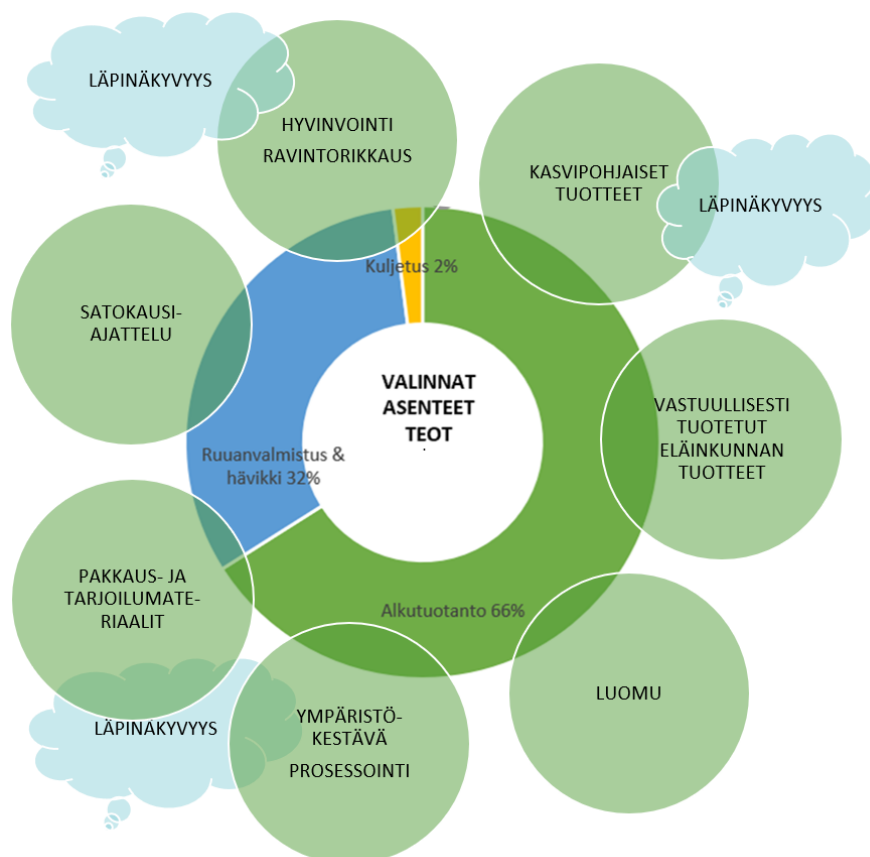 LÄPINÄKYVYYS
HYVINVOINTI
RAVINTORIKKAUS
KASVIPOHJAISET
TUOTTEET
LÄPINÄKYVYYS
Kuljetus 2%
SATOKAUSI-
AJATTELU
VALINNAT
ASENTEET
TEOT
.
VASTUULLISESTI
TUOTETUT
ELÄINKUNNAN
TUOTTEET
Ruuanvalmistus &
hävikki 32%
PAKKAUS- JA
TARJOILUMATE-
RIAALIT
Alkutuotanto 66%
LUOMU
LÄPINÄKYVYYS
YMPÄRISTÖ-
KESTÄVÄ
PROSESSOINTI